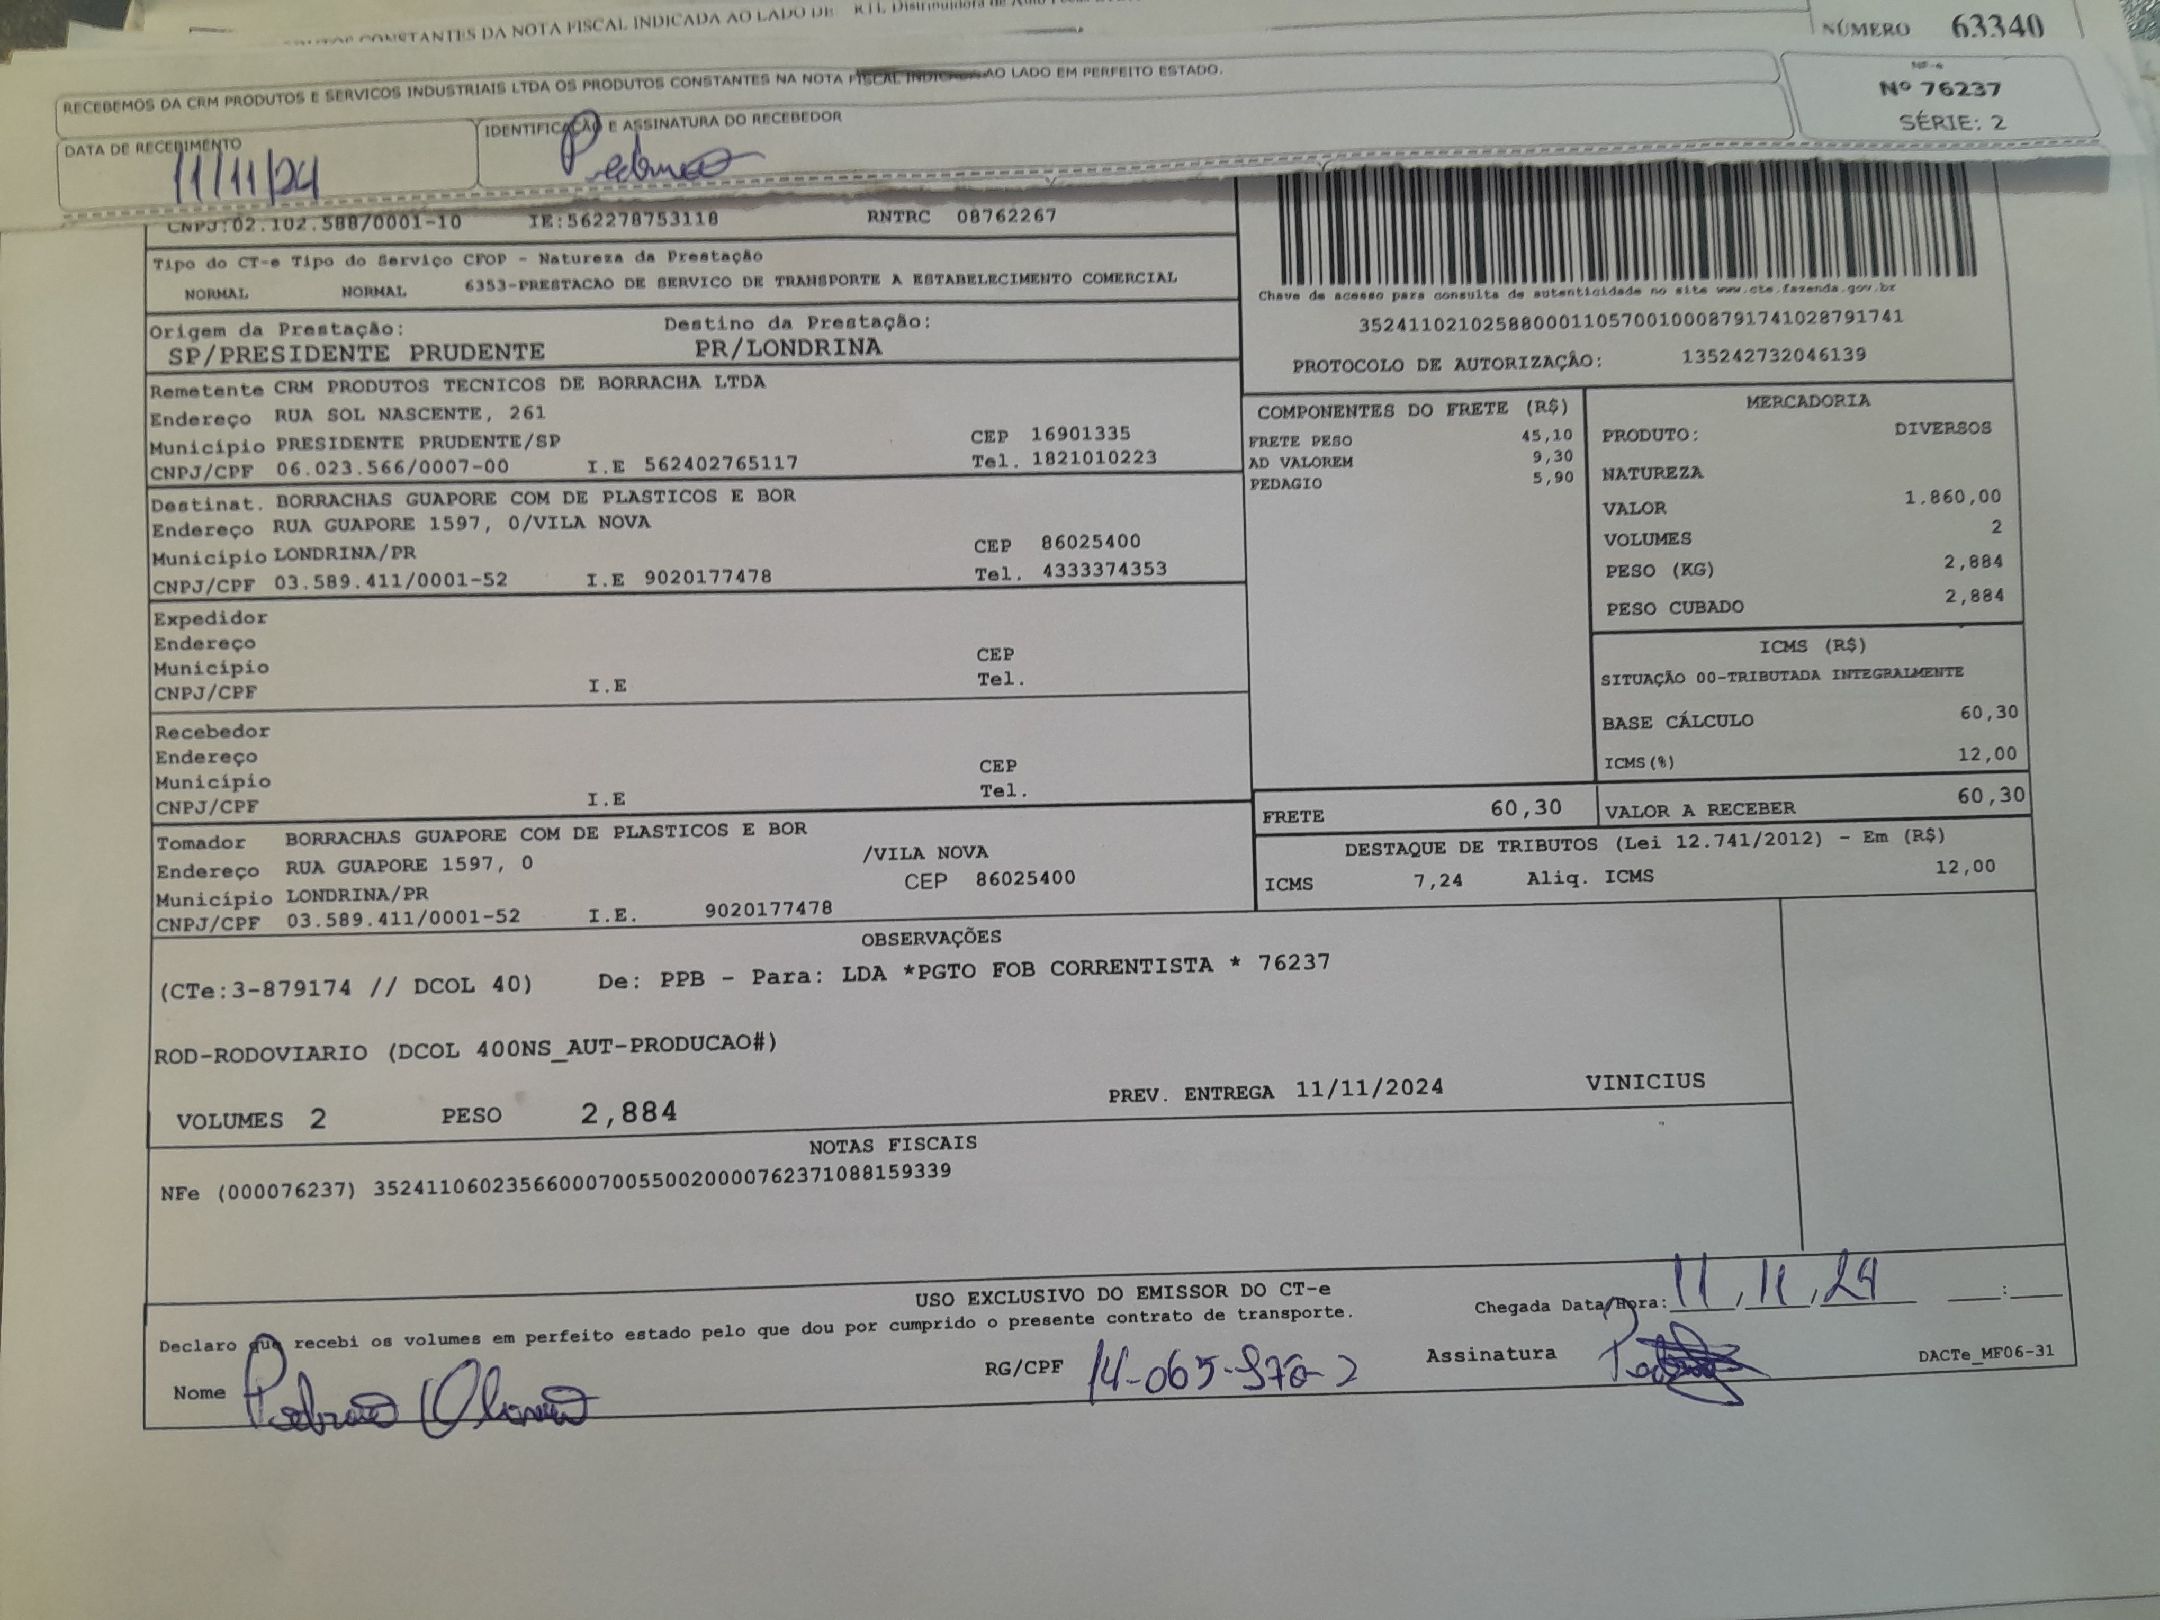 CONSTANTES DA NOTA FISCAL INDICADA AO LADO DE RTL Distribuidora de
NÚMERO 63340
RECEBEMOS DA CRM PRODUTOS E SERVICOS INDUSTRIAIS LTDA OS PRODUTOS CONSTANTES NA NOTA FISCAL INDICADA AO LADO EM PERFEITO ESTADO.
NF-e
Nº 76237
SÉRIE: 2
DATA DE RECEBIMENTO
11/11/24
IDENTIFICAÇÃO E ASSINATURA DO RECEBEDOR
CNPJ:02.102.588/0001-10 IE:562278753118 RNTRC 08762267
Tipo do CT-e Tipo do Serviço CFOP - Natureza da Prestação
NORMAL NORMAL 6353-PRESTACAO DE SERVICO DE TRANSPORTE A ESTABELECIMENTO COMERCIAL
Chave de acesso para consulta de autenticidade no site www.cte.fazenda.gov.br
35241102102588000110570010008791741028791741
PROTOCOLO DE AUTORIZAÇÃO: 135242732046139
Origem da Prestação: Destino da Prestação:
SP/PRESIDENTE PRUDENTE PR/LONDRINA
Remetente CRM PRODUTOS TECNICOS DE BORRACHA LTDA
Endereço RUA SOL NASCENTE, 261
Município PRESIDENTE PRUDENTE/SP CEP 16901335
CNPJ/CPF 06.023.566/0007-00 I.E 562402765117 Tel. 1821010223
Destinat. BORRACHAS GUAPORE COM DE PLASTICOS E BOR
Endereço RUA GUAPORE 1597, 0/VILA NOVA
Município LONDRINA/PR CEP 86025400
CNPJ/CPF 03.589.411/0001-52 I.E 9020177478 Tel. 4333374353
Expedidor
Endereço
Município CEP
CNPJ/CPF I.E Tel.
Recebedor
Endereço
Município CEP
CNPJ/CPF I.E Tel.
Tomador BORRACHAS GUAPORE COM DE PLASTICOS E BOR
Endereço RUA GUAPORE 1597, 0 /VILA NOVA
Município LONDRINA/PR CEP 86025400
CNPJ/CPF 03.589.411/0001-52 I.E. 9020177478
COMPONENTES DO FRETE (R$)
FRETE PESO 45,10
AD VALOREM 9,30
PEDAGIO 5,90
MERCADORIA
PRODUTO: DIVERSOS
NATUREZA
VALOR 1.860,00
VOLUMES 2
PESO (KG) 2,884
PESO CUBADO 2,884
ICMS (R$)
SITUAÇÃO 00-TRIBUTADA INTEGRALMENTE
BASE CÁLCULO 60,30
ICMS(%) 12,00
FRETE 60,30 VALOR A RECEBER 60,30
DESTAQUE DE TRIBUTOS (Lei 12.741/2012) - Em (R$)
ICMS 7,24 Aliq. ICMS 12,00
OBSERVAÇÕES
(CTe:3-879174 // DCOL 40) De: PPB - Para: LDA *PGTO FOB CORRENTISTA * 76237
ROD-RODOVIARIO (DCOL 400NS_AUT-PRODUCAO#)
VOLUMES 2 PESO 2,884 PREV. ENTREGA 11/11/2024 VINICIUS
NOTAS FISCAIS
NFe (000076237) 35241106023566000700550020000762371088159339
USO EXCLUSIVO DO EMISSOR DO CT-e
Declaro que recebi os volumes em perfeito estado pelo que dou por cumprido o presente contrato de transporte.
Chegada Data/Hora: 11, 11, 24 :
Nome
RG/CPF
Assinatura
DACTe_MF06-31